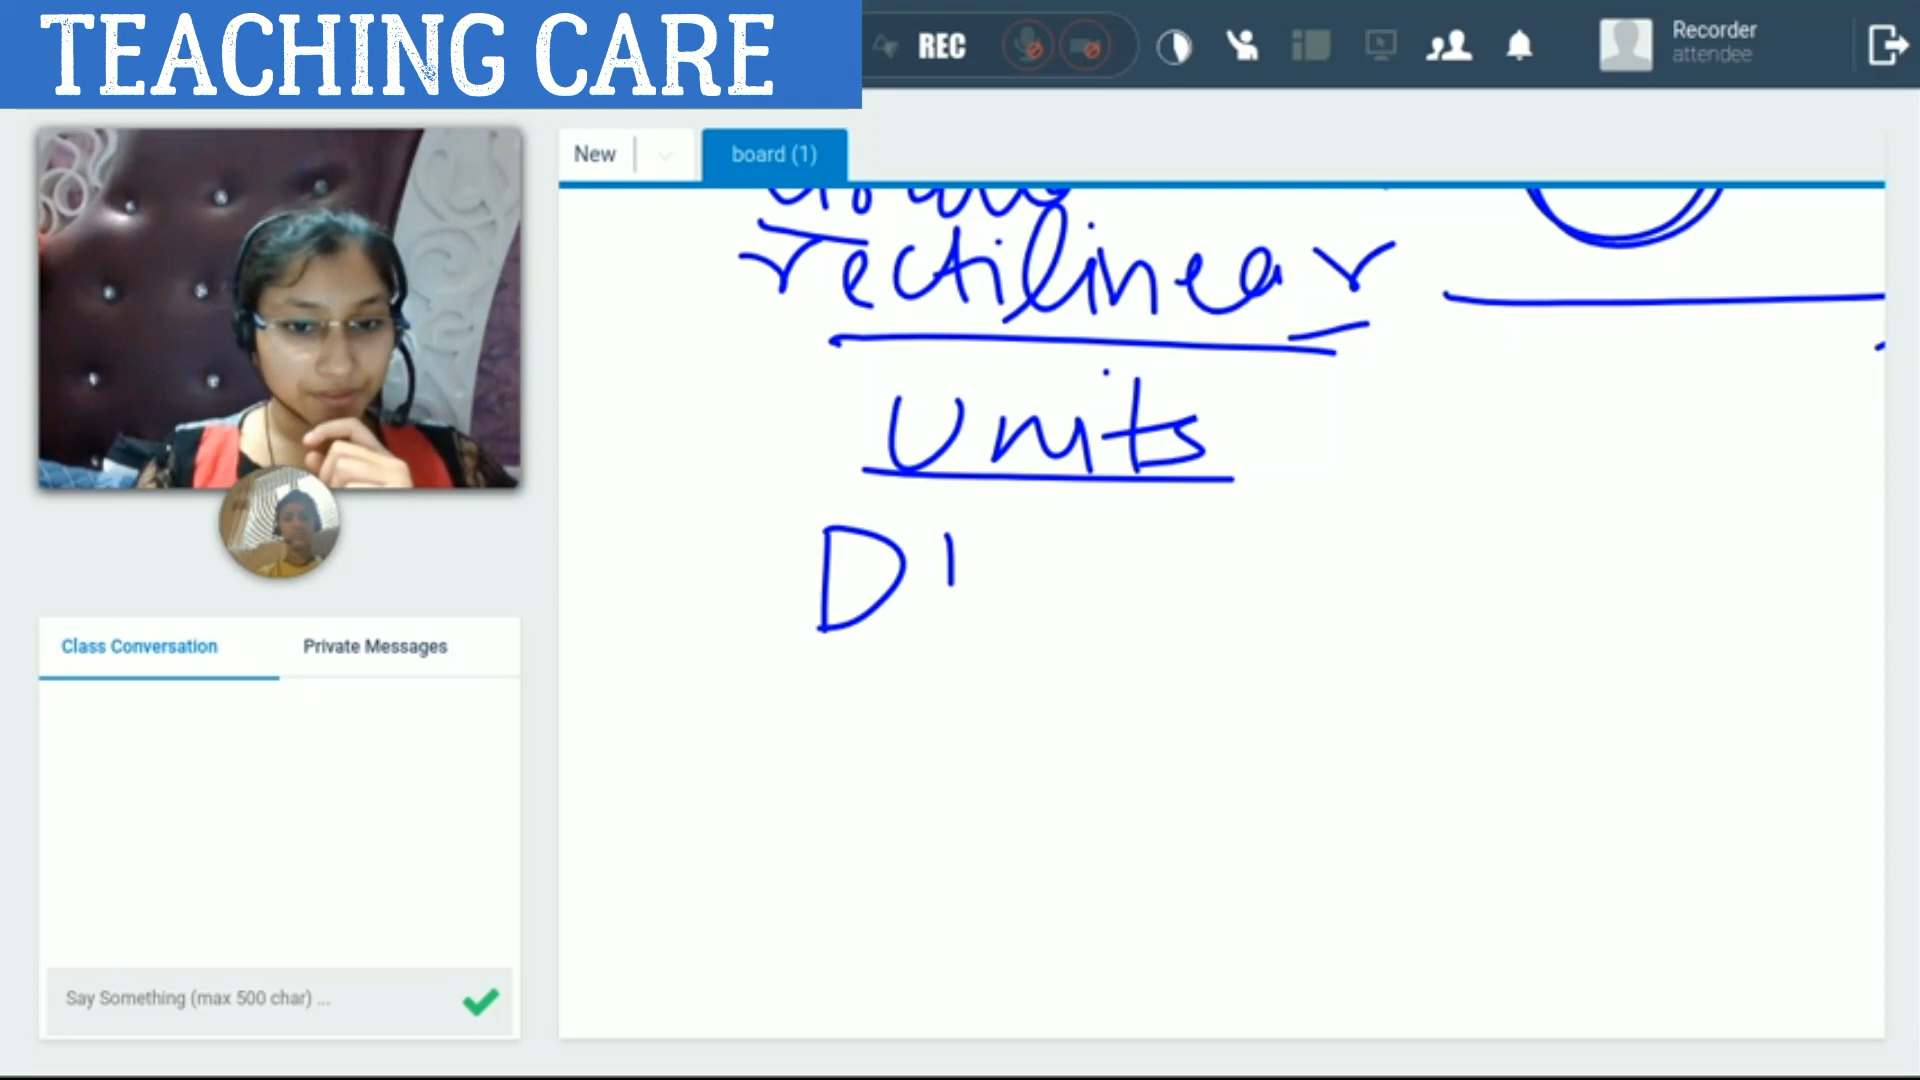 TEACHING CARE
REC
Recorder
attendee
New
board (1)
rectilinear
Units
D
Class Conversation
Private Messages
Say Something (max 500 char) ...